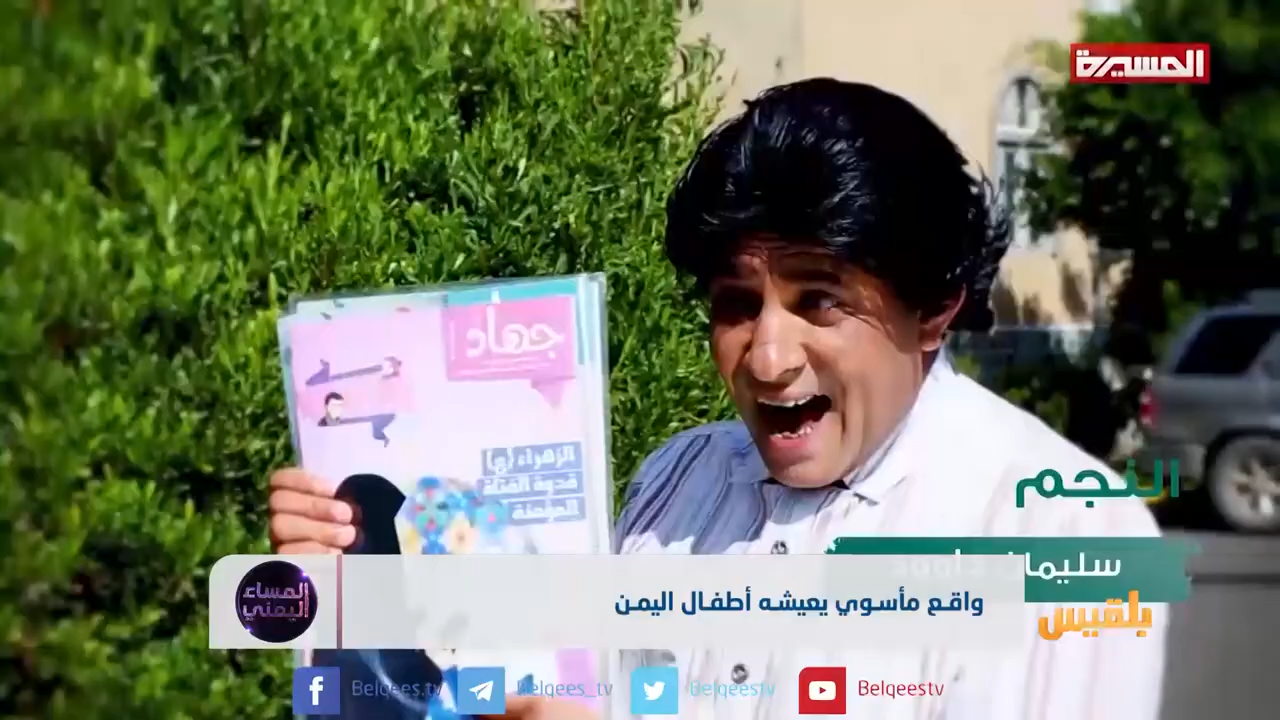 المسيرة
جهاد
الزهراء (ع)
قدوة الفتاة
المؤمنة
النجم
سليمان داوود
واقع مأسوي يعيشه أطفال اليمن
المساء
اليمني
بلقيس
Belqees.tv
Belqees_tv
Belqeestv
Belqeestv